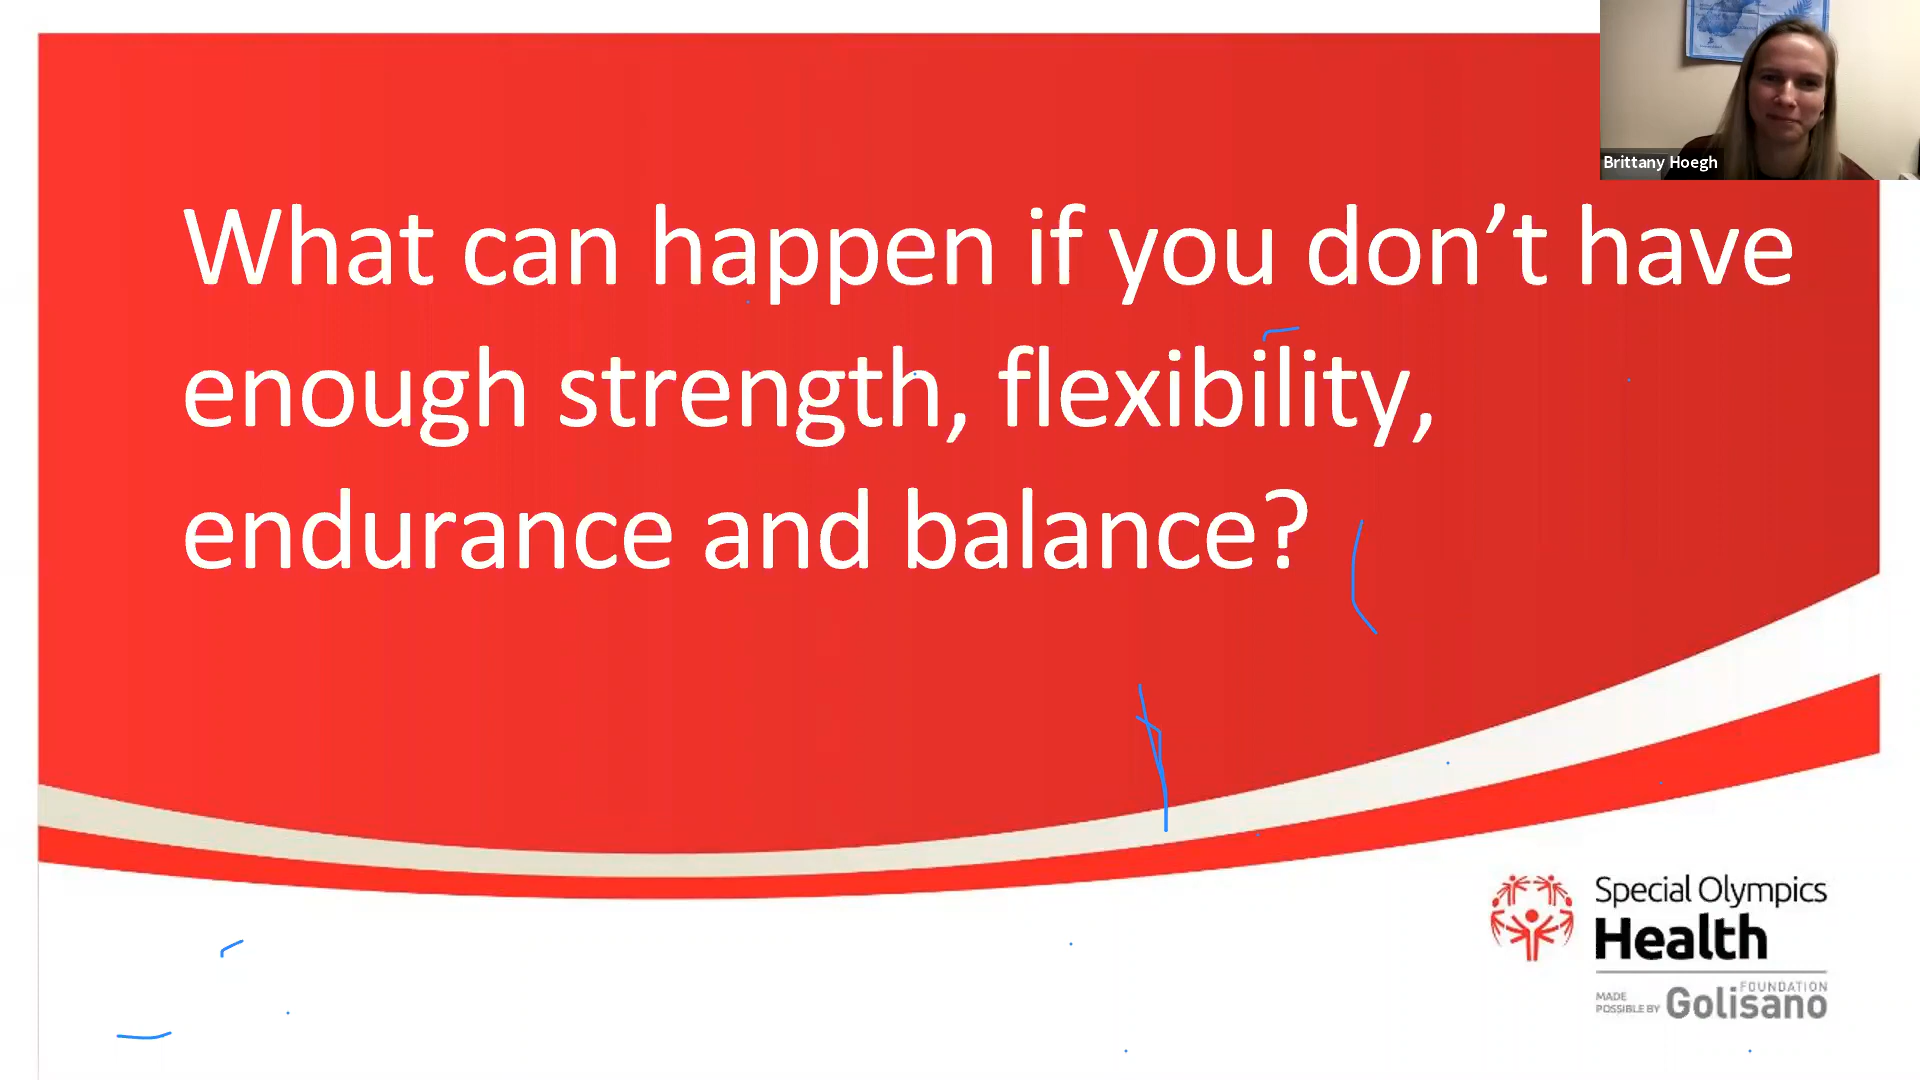 Brittany Hoegh
What can happen if you don’t have
enough strength, flexibility,
endurance and balance?
Special Olympics
Health
MADE
POSSIBLE BY
FOUNDATION
Golisano